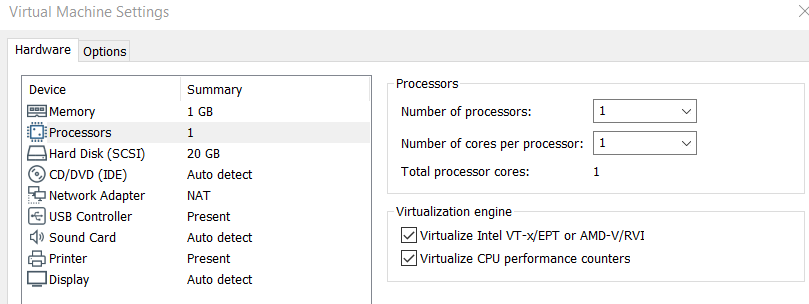 Virtual Machine Settings
Hardware Options
Device Summary
Memory 1 GB
Processors 1
Hard Disk (SCSI) 20 GB
CD/DVD (IDE) Auto detect
Network Adapter NAT
USB Controller Present
Sound Card Auto detect
Printer Present
Display Auto detect
Processors
Number of processors: 1
Number of cores per processor: 1
Total processor cores: 1
Virtualization engine
Virtualize Intel VT-x/EPT or AMD-V/RVI
Virtualize CPU performance counters